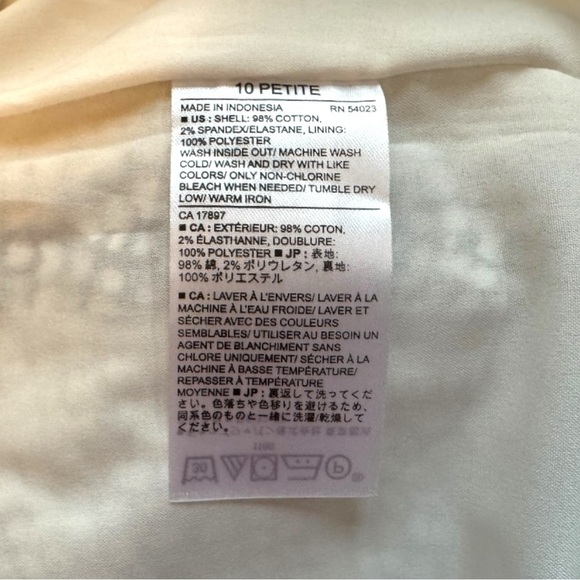 10 PETITE
MADE IN INDONESIA RN 54023
■ US : SHELL: 98% COTTON,
2% SPANDEX/ELASTANE, LINING:
100% POLYESTER
WASH INSIDE OUT/ MACHINE WASH
COLD/ WASH AND DRY WITH LIKE
COLORS/ ONLY NON-CHLORINE
BLEACH WHEN NEEDED/ TUMBLE DRY
LOW/ WARM IRON
CA 17897
■ CA : EXTÉRIEUR: 98% COTON,
2% ÉLASTHANNE, DOUBLURE:
100% POLYESTER ■ JP : 表地:
98% 綿, 2% ポリウレタン, 裏地:
100% ポリエステル
■ CA : LAVER À L'ENVERS/ LAVER À LA
MACHINE À L'EAU FROIDE/ LAVER ET
SÉCHER AVEC DES COULEURS
SEMBLABLES/ UTILISER AU BESOIN UN
AGENT DE BLANCHIMENT SANS
CHLORE UNIQUEMENT/ SÉCHER À LA
MACHINE À BASSE TEMPÉRATURE/
REPASSER À TEMPÉRATURE
MOYENNE ■ JP : 裏返して洗ってくだ
さい。色落ちや色移りを避けるため、
同系色のものと一緒に洗濯/乾燥して
ください。